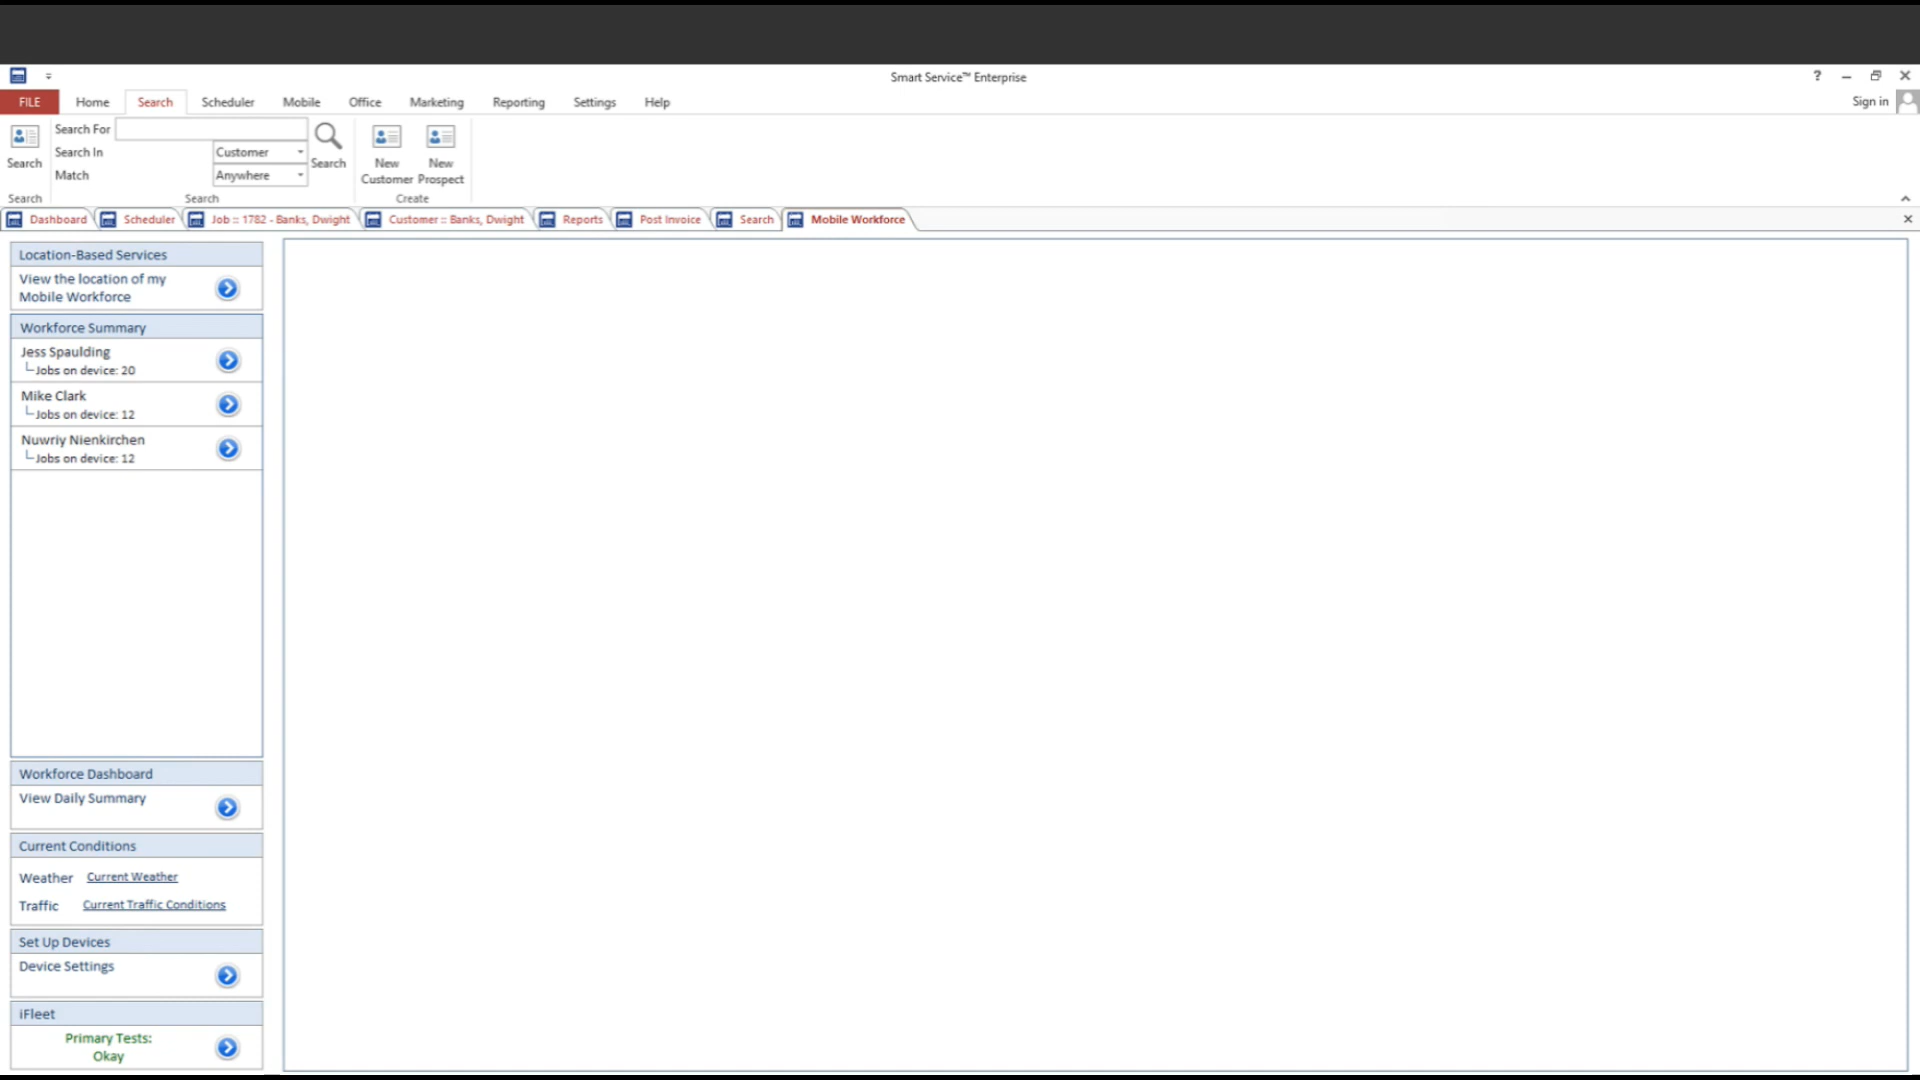 Smart Service™ Enterprise
?
FILE Home Search Scheduler Mobile Office Marketing Reporting Settings Help Sign in
Search
Search For
Search In Customer
Match Anywhere
Search
New Customer
New Prospect
Search Search Create
Dashboard Scheduler Job :: 1782 - Banks, Dwight Customer :: Banks, Dwight Reports Post Invoice Search Mobile Workforce
Location-Based Services
View the location of my
Mobile Workforce
Workforce Summary
Jess Spaulding
Jobs on device: 20
Mike Clark
Jobs on device: 12
Nuwriy Nienkirchen
Jobs on device: 12
Workforce Dashboard
View Daily Summary
Current Conditions
Weather Current Weather
Traffic Current Traffic Conditions
Set Up Devices
Device Settings
iFleet
Primary Tests:
Okay